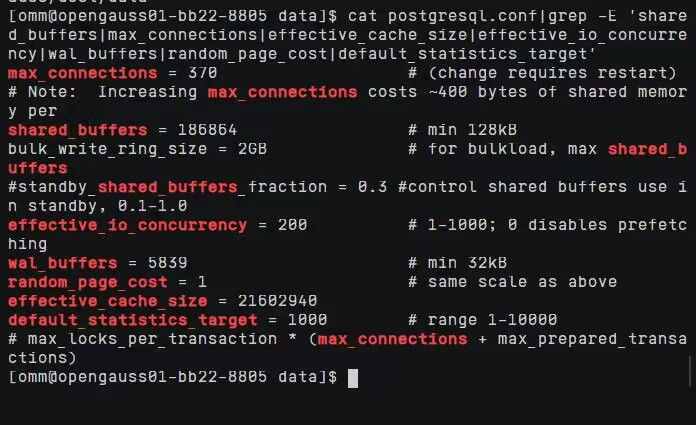 [omm@opengauss01-bb22-8805 data]$ cat postgresql.conf|grep -E 'share
d_buffers|max_connections|effective_cache_size|effective_io_concurre
ncy|wal_buffers|random_page_cost|default_statistics_target'
max_connections = 370                   # (change requires restart)
# Note:  Increasing max_connections costs ~400 bytes of shared memor
y per
shared_buffers = 186864                 # min 128kB
bulk_write_ring_size = 2GB              # for bulkload, max shared_b
uffers
#standby_shared_buffers_fraction = 0.3 #control shared buffers use i
n standby, 0.1-1.0
effective_io_concurrency = 200          # 1-1000; 0 disables prefetc
hing
wal_buffers = 5839                      # min 32kB
random_page_cost = 1                    # same scale as above
effective_cache_size = 21602940
default_statistics_target = 1000        # range 1-10000
# max_locks_per_transaction * (max_connections + max_prepared_transa
ctions)
[omm@opengauss01-bb22-8805 data]$